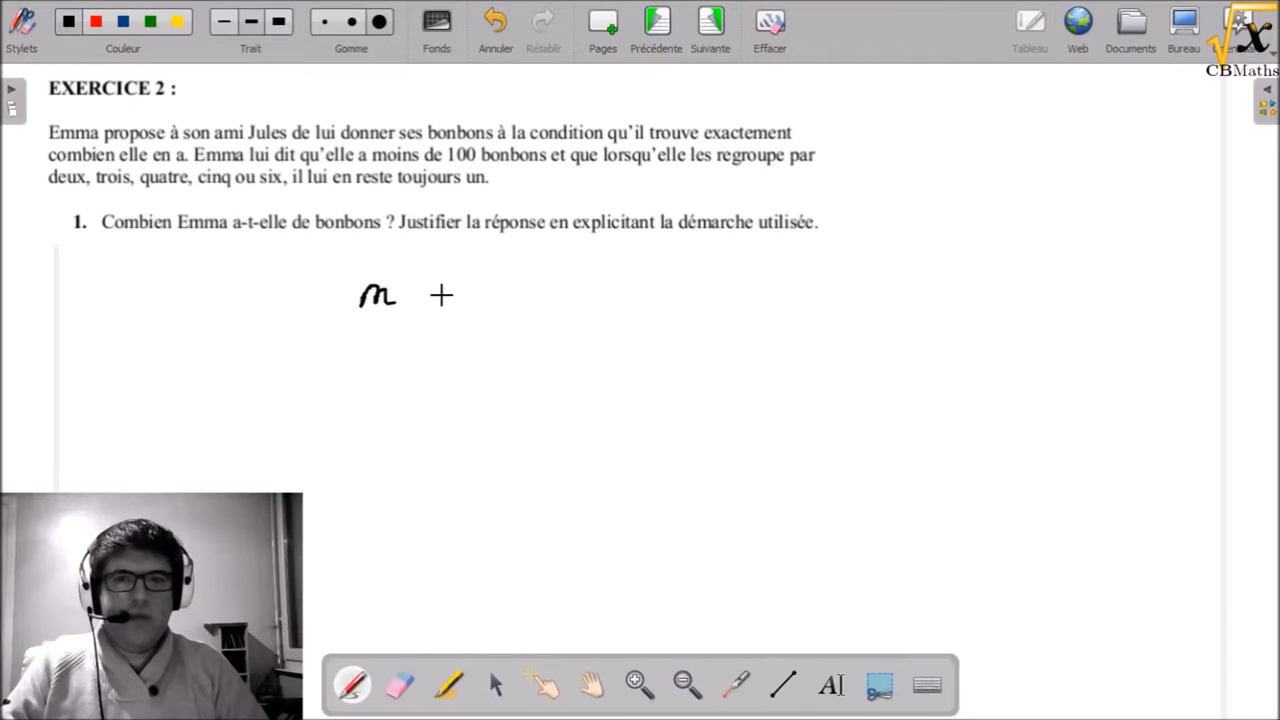 Stylets
Couleur
Trait
Gomme
Fonds
Annuler
Rétablir
Pages
Précédente
Suivante
Effacer
Tableau
Web
Documents
Bureau
CBMaths
EXERCICE 2 :
Emma propose à son ami Jules de lui donner ses bonbons à la condition qu'il trouve exactement
combien elle en a. Emma lui dit qu'elle a moins de 100 bonbons et que lorsqu'elle les regroupe par
deux, trois, quatre, cinq ou six, il lui en reste toujours un.
1. Combien Emma a-t-elle de bonbons ? Justifier la réponse en explicitant la démarche utilisée.
n